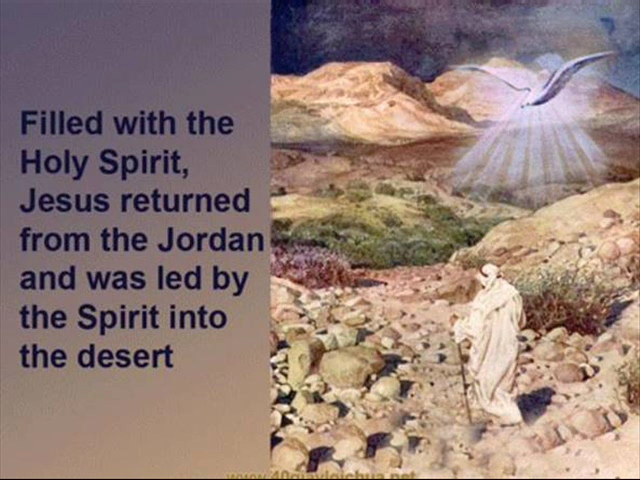 Filled with the
Holy Spirit,
Jesus returned
from the Jordan
and was led by
the Spirit into
the desert